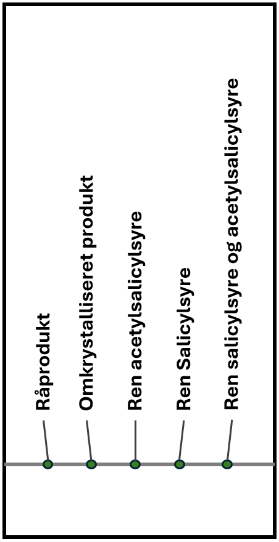 Råprodukt
Omkrystalliseret produkt
Ren acetylsalicylsyre
Ren Salicylsyre
Ren salicylsyre og acetylsalicylsyre